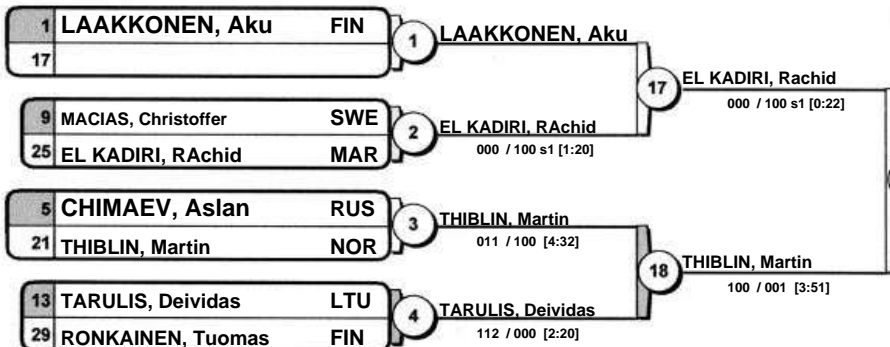 1 LAAKKONEN, Aku FIN
17
1
LAAKKONEN, Aku
9 MACIAS, Christoffer SWE
25 EL KADIRI, RAchid MAR
2
EL KADIRI, RAchid
000 / 100 s1 [1:20]
17
EL KADIRI, Rachid
000 / 100 s1 [0:22]
5 CHIMAEV, Aslan RUS
21 THIBLIN, Martin NOR
3
THIBLIN, Martin
011 / 100 [4:32]
13 TARULIS, Deividas LTU
29 RONKAINEN, Tuomas FIN
4
TARULIS, Deividas
112 / 000 [2:20]
18
THIBLIN, Martin
100 / 001 [3:51]